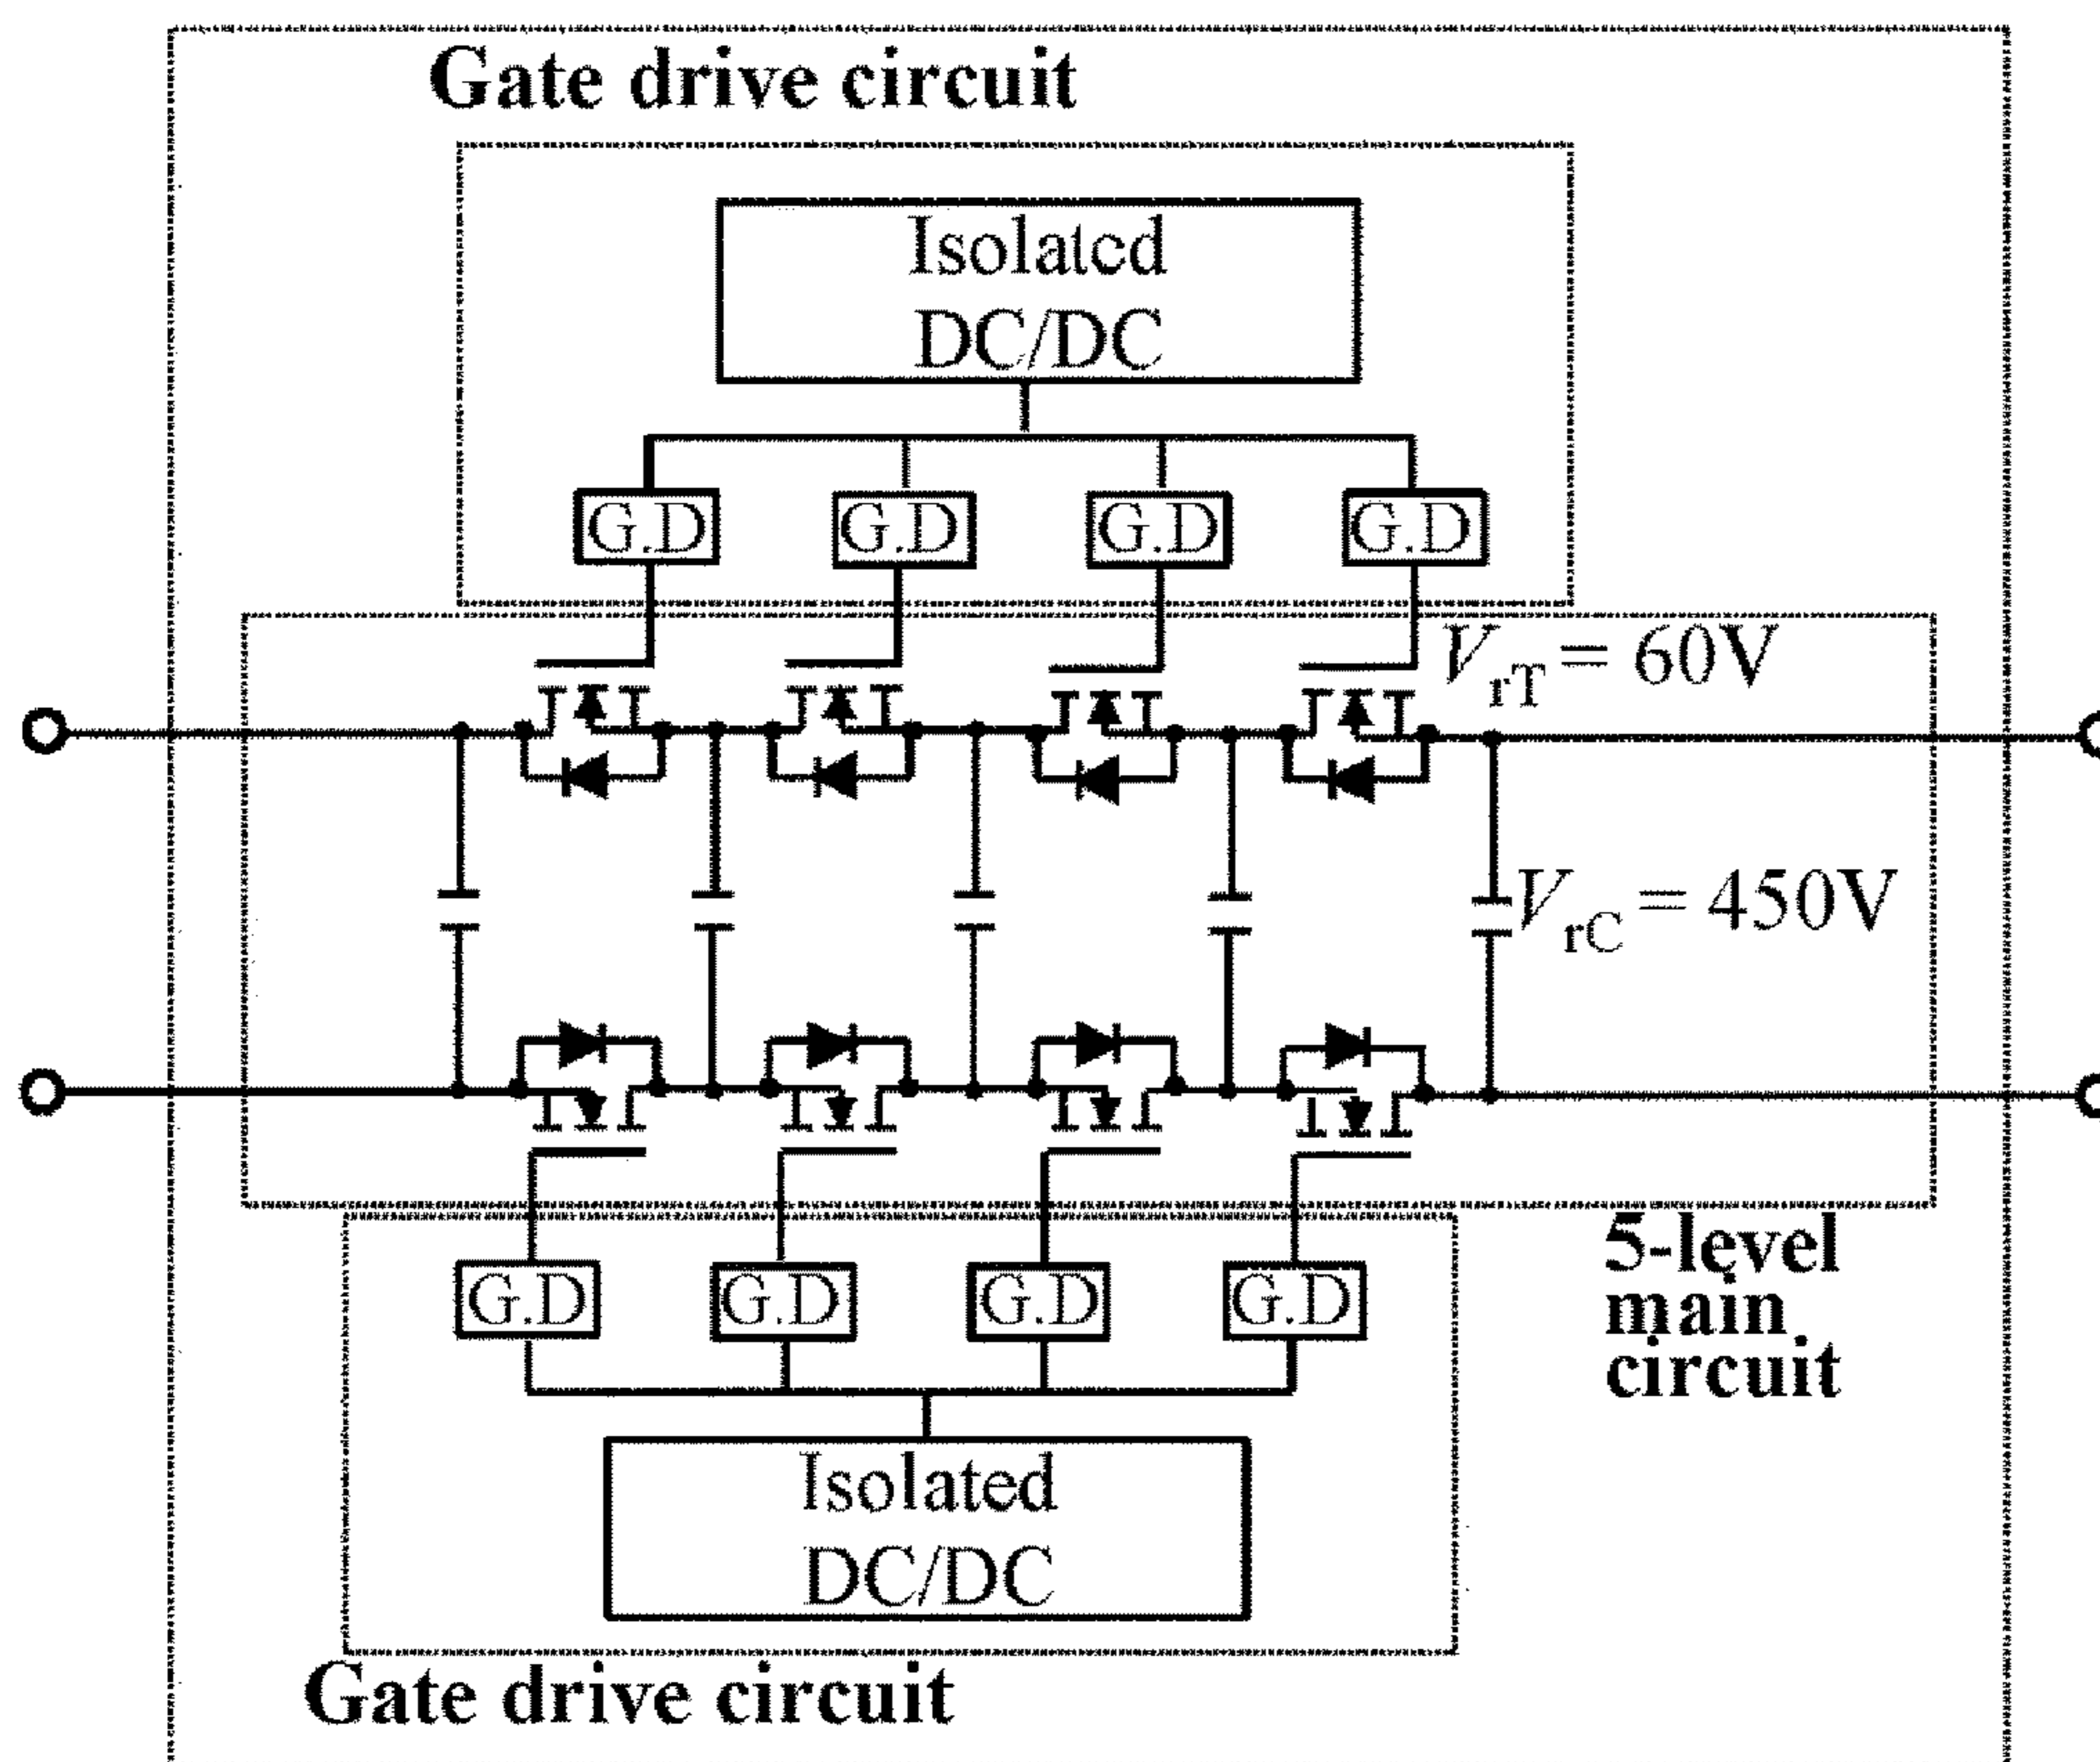 Gate drive circuit
Isolated
DC/DC
G.D G.D G.D G.D
VrT = 60V
VrC = 450V
G.D G.D G.D G.D
5-level
main
circuit
Isolated
DC/DC
Gate drive circuit